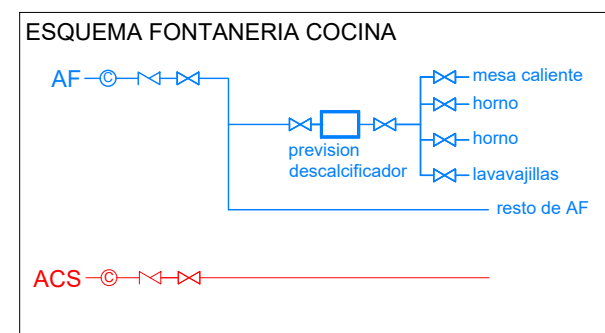 ESQUEMA FONTANERIA COCINA
AF
©
mesa caliente
horno
prevision
descalcificador
horno
lavavajillas
resto de AF
ACS
©